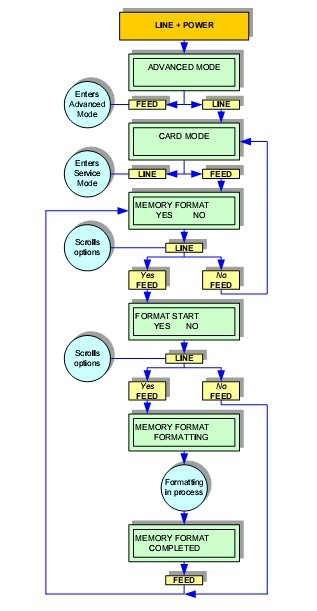 LINE + POWER
ADVANCED MODE
Enters
Advanced
Mode
FEED
LINE
CARD MODE
Enters
Service
Mode
LINE
FEED
MEMORY FORMAT
YES NO
Scrolls
options
LINE
Yes
FEED
No
FEED
FORMAT START
YES NO
Scrolls
options
LINE
Yes
FEED
No
FEED
MEMORY FORMAT
FORMATTING
Formatting
in process
MEMORY FORMAT
COMPLETED
FEED